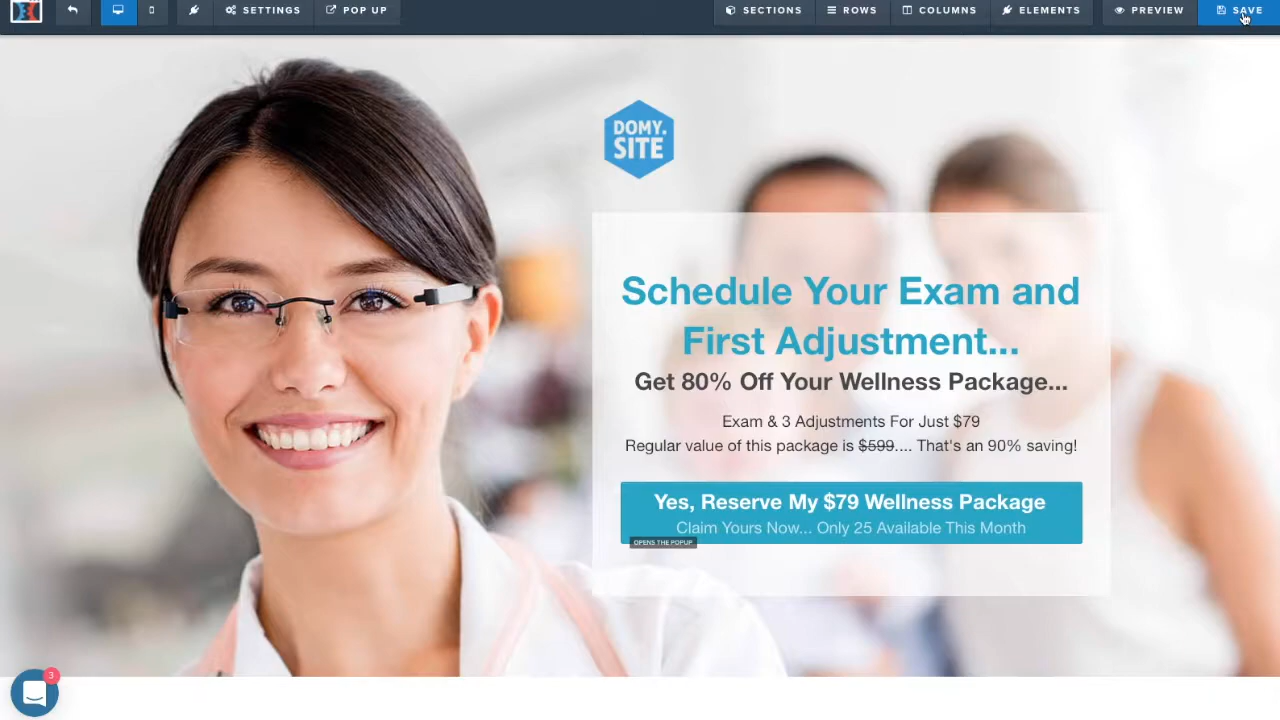 SETTINGS
POP UP
SECTIONS
ROWS
COLUMNS
ELEMENTS
PREVIEW
SAVE
DOMY.
SITE
Schedule Your Exam and
First Adjustment...
Get 80% Off Your Wellness Package...
Exam & 3 Adjustments For Just $79
Regular value of this package is $599.... That's an 90% saving!
Yes, Reserve My $79 Wellness Package
Claim Yours Now... Only 25 Available This Month
OPENS THE POPUP
3